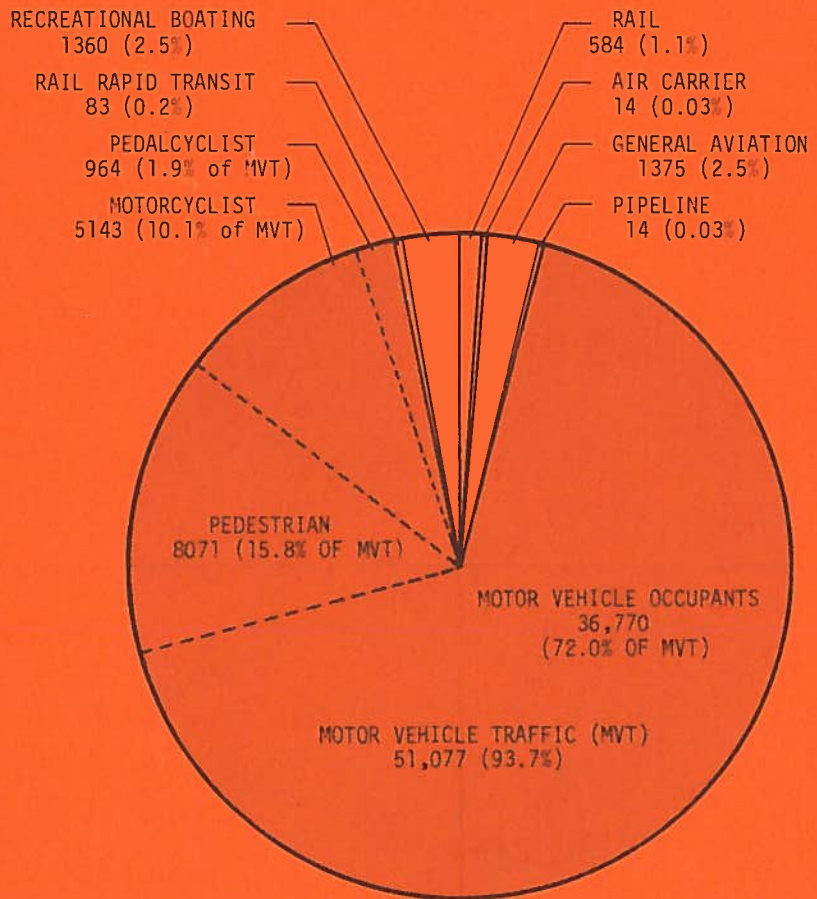 RECREATIONAL BOATING
1360 (2.5%)
RAIL RAPID TRANSIT
83 (0.2%)
PEDALCYCLIST
964 (1.9% of MVT)
MOTORCYCLIST
5143 (10.1% of MVT)
RAIL
584 (1.1%)
AIR CARRIER
14 (0.03%)
GENERAL AVIATION
1375 (2.5%)
PIPELINE
14 (0.03%)
PEDESTRIAN
8071 (15.8% OF MVT)
MOTOR VEHICLE OCCUPANTS
36,770
(72.0% OF MVT)
MOTOR VEHICLE TRAFFIC (MVT)
51,077 (93.7%)